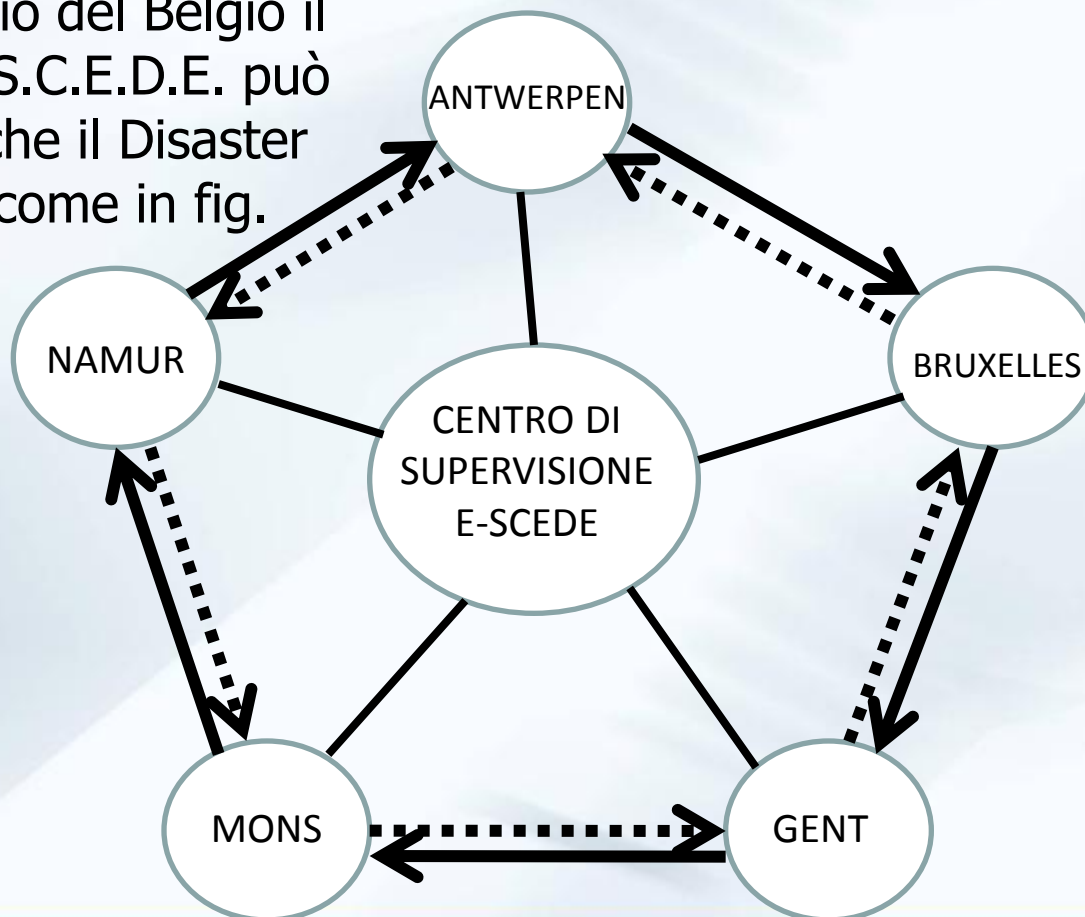 io del Belgio il
S.C.E.D.E. può
che il Disaster
come in fig.
ANTWERPEN
NAMUR
BRUXELLES
CENTRO DI
SUPERVISIONE
E-SCEDE
MONS
GENT